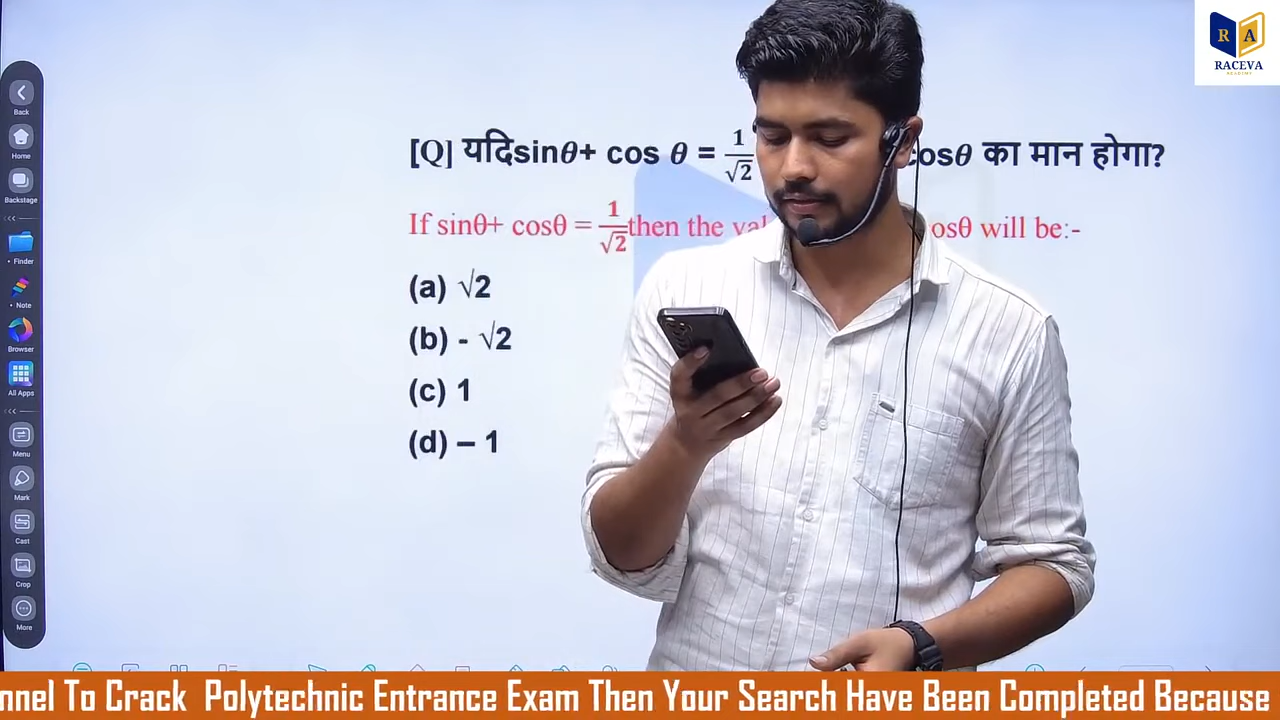 R A
RACEVA
ACADEMY
Back
Home
Backstage
Finder
Note
Browser
All Apps
Menu
Mark
Cast
Crop
More
[Q] यदिsinθ+ cos θ = 1/√2 cosθ का मान होगा?
If sinθ+ cosθ = 1/√2 then the val osθ will be:-
(a) √2
(b) - √2
(c) 1
(d) – 1
nnel To Crack Polytechnic Entrance Exam Then Your Search Have Been Completed Because